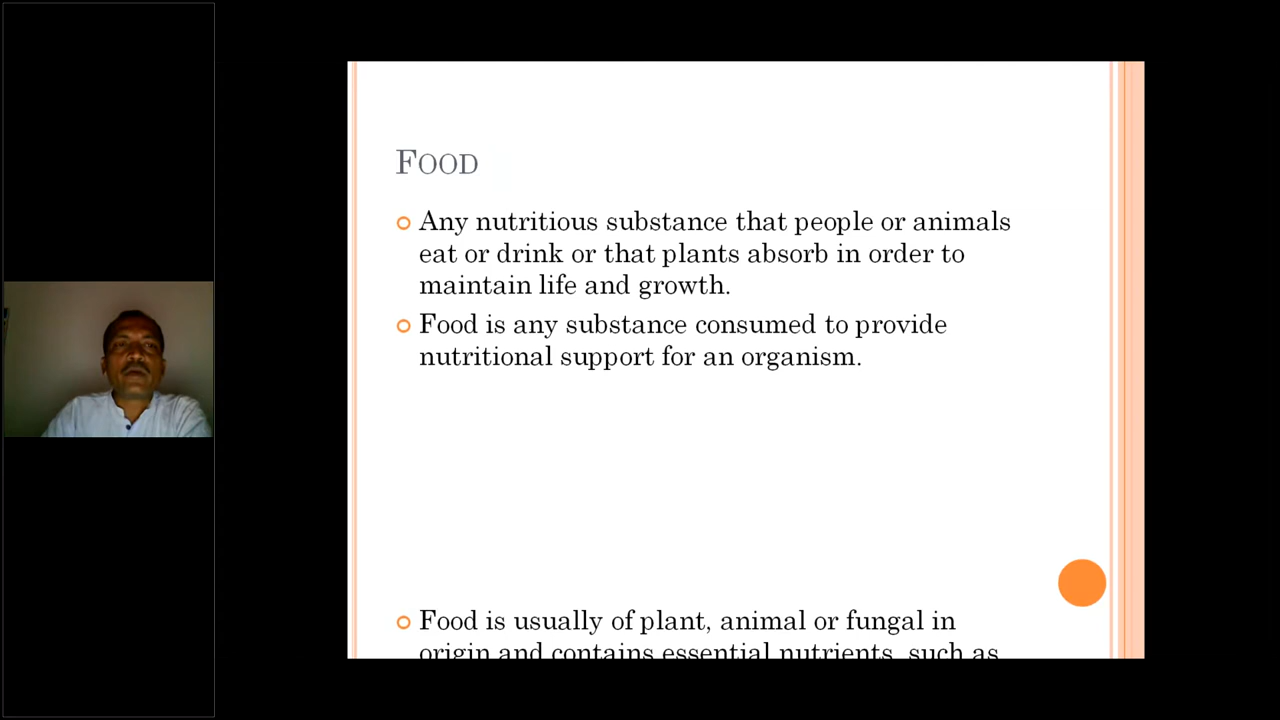 FOOD
Any nutritious substance that people or animals
eat or drink or that plants absorb in order to
maintain life and growth.
Food is any substance consumed to provide
nutritional support for an organism.
Food is usually of plant, animal or fungal in
origin and contains essential nutrients, such as